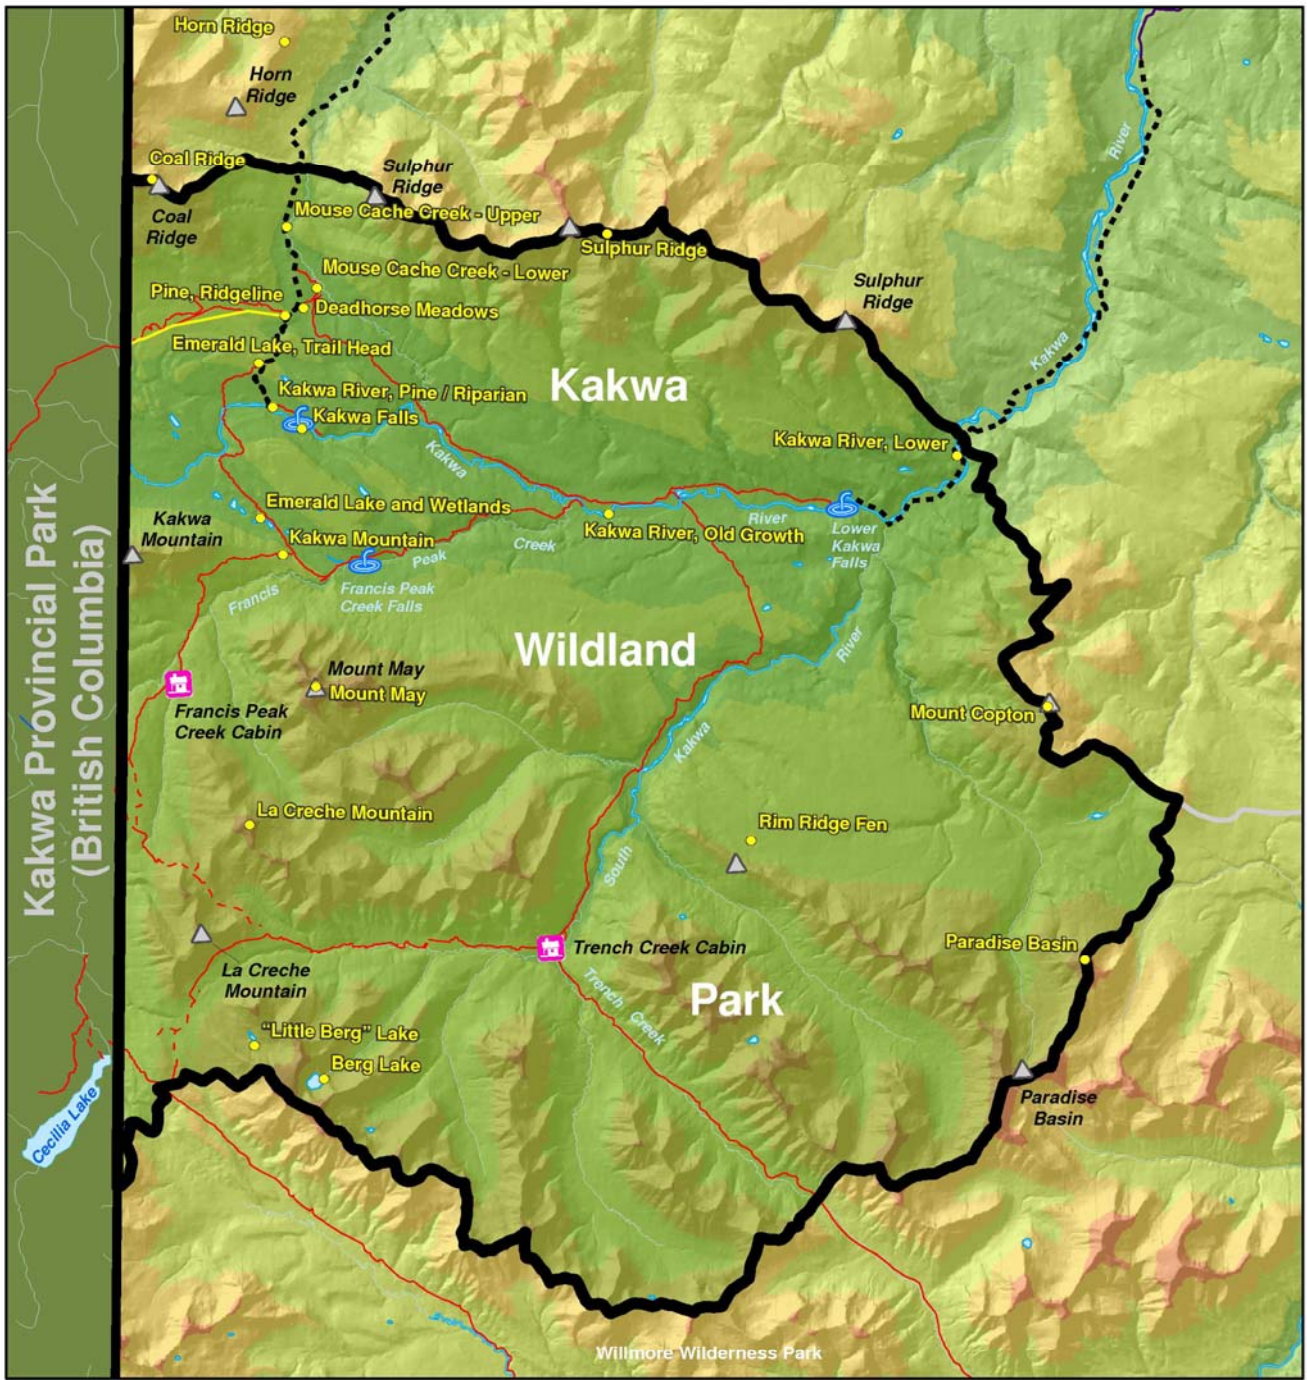 Horn Ridge
Horn
Ridge
Coal Ridge
Sulphur
Ridge
River
Coal
Ridge
Mouse Cache Creek - Upper
Sulphur Ridge
Mouse Cache Creek - Lower
Sulphur
Ridge
Pine, Ridgeline
Deadhorse Meadows
Emerald Lake, Trail Head
Kakwa
Kakwa River, Pine / Riparian
Kakwa
Kakwa Falls
Kakwa River, Lower
Kakwa
Emerald Lake and Wetlands
Kakwa
Mountain
River
Kakwa River, Old Growth
Lower
Kakwa
Falls
Kakwa Mountain
Creek
Peak
Francis
Francis Peak
Creek Falls
Wildland
River
Mount May
Mount May
Francis Peak
Creek Cabin
Mount Copton
Kakwa
Kakwa Provincial Park
(British Columbia)
La Creche Mountain
Rim Ridge Fen
South
Trench Creek Cabin
Paradise Basin
La Creche
Mountain
Trench
Creek
Park
"Little Berg" Lake
Berg Lake
Cecilia Lake
Paradise
Basin
Willmore Wilderness Park